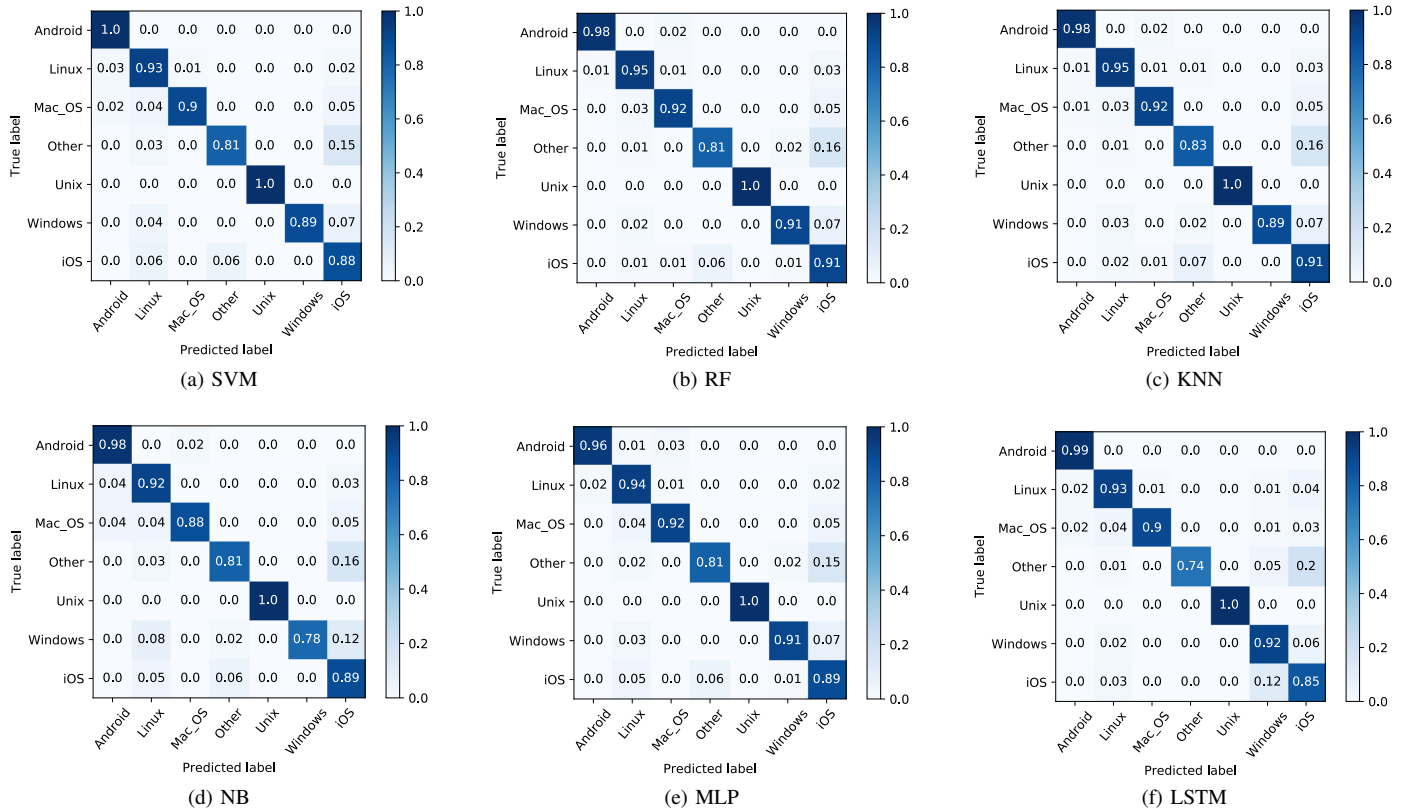 Android 1.0 0.0 0.0 0.0 0.0 0.0 0.0
Linux 0.03 0.93 0.01 0.0 0.0 0.0 0.02
Mac_OS 0.02 0.04 0.9 0.0 0.0 0.0 0.05
Other 0.0 0.03 0.0 0.81 0.0 0.0 0.15
Unix 0.0 0.0 0.0 0.0 1.0 0.0 0.0
Windows 0.0 0.04 0.0 0.0 0.0 0.89 0.07
iOS 0.0 0.06 0.0 0.06 0.0 0.0 0.88
True label
Android Linux Mac_OS Other Unix Windows iOS
Predicted label
1.0
0.8
0.6
0.4
0.2
0.0
(a) SVM
Android 0.98 0.0 0.02 0.0 0.0 0.0 0.0
Linux 0.01 0.95 0.01 0.0 0.0 0.0 0.03
Mac_OS 0.0 0.03 0.92 0.0 0.0 0.0 0.05
Other 0.0 0.01 0.0 0.81 0.0 0.02 0.16
Unix 0.0 0.0 0.0 0.0 1.0 0.0 0.0
Windows 0.0 0.02 0.0 0.0 0.0 0.91 0.07
iOS 0.0 0.01 0.01 0.06 0.0 0.01 0.91
True label
Android Linux Mac_OS Other Unix Windows iOS
Predicted label
1.0
0.8
0.6
0.4
0.2
0.0
(b) RF
Android 0.98 0.0 0.02 0.0 0.0 0.0 0.0
Linux 0.01 0.95 0.01 0.01 0.0 0.0 0.03
Mac_OS 0.01 0.03 0.92 0.0 0.0 0.0 0.05
Other 0.0 0.01 0.0 0.83 0.0 0.0 0.16
Unix 0.0 0.0 0.0 0.0 1.0 0.0 0.0
Windows 0.0 0.03 0.0 0.02 0.0 0.89 0.07
iOS 0.0 0.02 0.01 0.07 0.0 0.0 0.91
True label
Android Linux Mac_OS Other Unix Windows iOS
Predicted label
1.0
0.8
0.6
0.4
0.2
0.0
(c) KNN
Android 0.98 0.0 0.02 0.0 0.0 0.0 0.0
Linux 0.04 0.92 0.0 0.0 0.0 0.0 0.03
Mac_OS 0.04 0.04 0.88 0.0 0.0 0.0 0.05
Other 0.0 0.03 0.0 0.81 0.0 0.0 0.16
Unix 0.0 0.0 0.0 0.0 1.0 0.0 0.0
Windows 0.0 0.08 0.0 0.02 0.0 0.78 0.12
iOS 0.0 0.05 0.0 0.06 0.0 0.0 0.89
True label
Android Linux Mac_OS Other Unix Windows iOS
Predicted label
1.0
0.8
0.6
0.4
0.2
0.0
(d) NB
Android 0.96 0.01 0.03 0.0 0.0 0.0 0.0
Linux 0.02 0.94 0.01 0.0 0.0 0.0 0.02
Mac_OS 0.0 0.04 0.92 0.0 0.0 0.0 0.05
Other 0.0 0.02 0.0 0.81 0.0 0.02 0.15
Unix 0.0 0.0 0.0 0.0 1.0 0.0 0.0
Windows 0.0 0.03 0.0 0.0 0.0 0.91 0.07
iOS 0.0 0.05 0.0 0.06 0.0 0.01 0.89
True label
Android Linux Mac_OS Other Unix Windows iOS
Predicted label
1.0
0.8
0.6
0.4
0.2
0.0
(e) MLP
Android 0.99 0.0 0.0 0.0 0.0 0.0 0.0
Linux 0.02 0.93 0.01 0.0 0.0 0.01 0.04
Mac_OS 0.02 0.04 0.9 0.0 0.0 0.01 0.03
Other 0.0 0.01 0.0 0.74 0.0 0.05 0.2
Unix 0.0 0.0 0.0 0.0 1.0 0.0 0.0
Windows 0.0 0.02 0.0 0.0 0.0 0.92 0.06
iOS 0.0 0.03 0.0 0.0 0.0 0.12 0.85
True label
Android Linux Mac_OS Other Unix Windows iOS
Predicted label
1.0
0.8
0.6
0.4
0.2
0.0
(f) LSTM